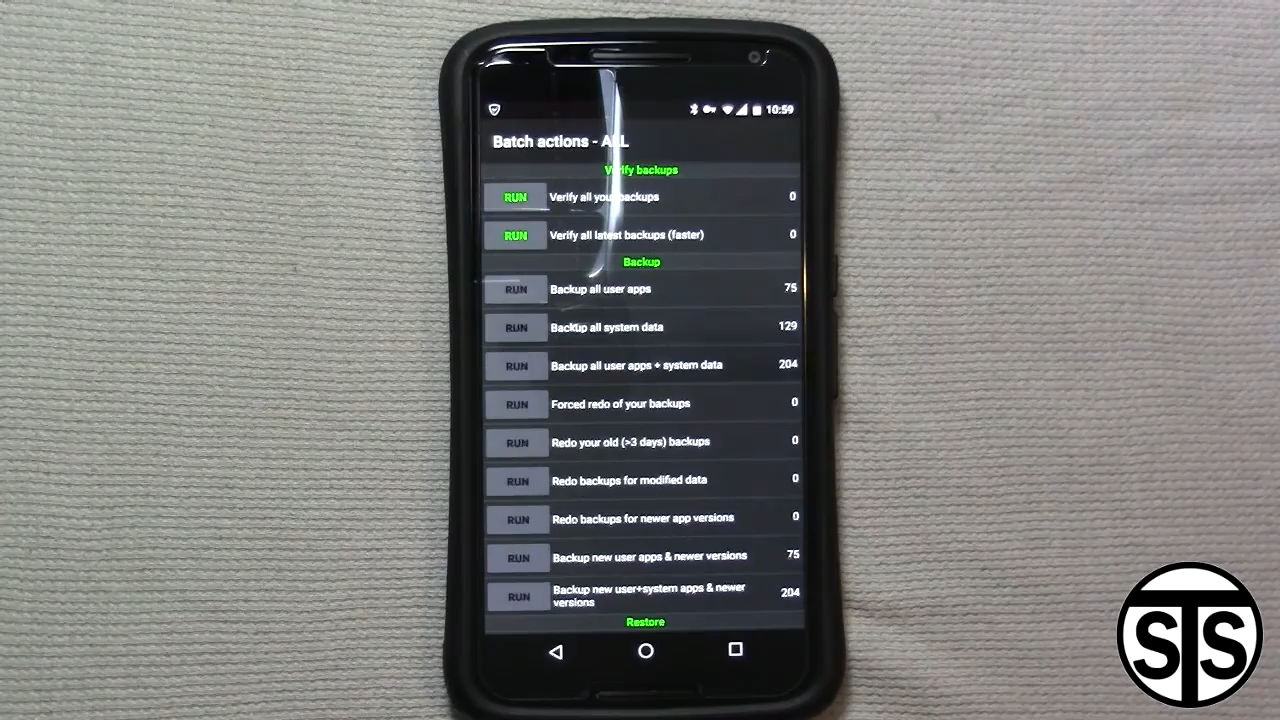 10:59
Batch actions - ALL
Verify backups
RUN Verify all your backups 0
RUN Verify all latest backups (faster) 0
Backup
RUN Backup all user apps 75
RUN Backup all system data 129
RUN Backup all user apps + system data 204
RUN Forced redo of your backups 0
RUN Redo your old (>3 days) backups 0
RUN Redo backups for modified data 0
RUN Redo backups for newer app versions 0
RUN Backup new user apps & newer versions 75
RUN Backup new user+system apps & newer 204
versions
Restore
STS